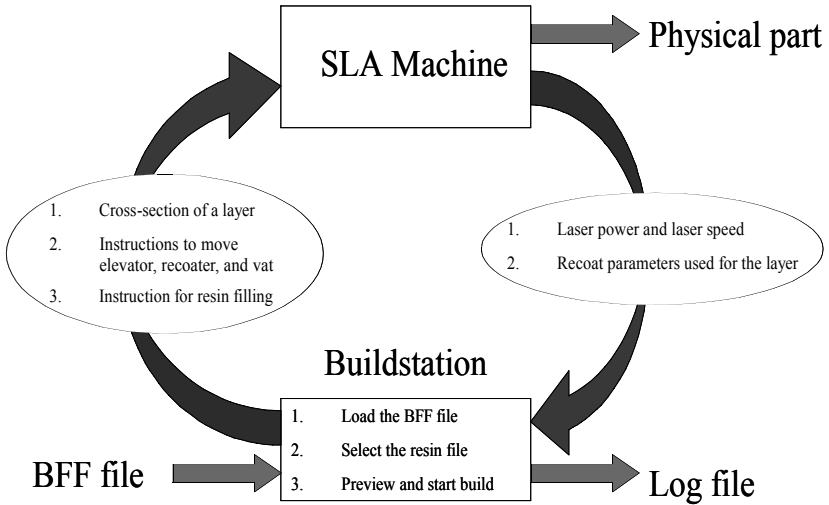 SLA Machine
Physical part
1. Cross-section of a layer
2. Instructions to move
elevator, recoater, and vat
3. Instruction for resin filling
1. Laser power and laser speed
2. Recoat parameters used for the layer
Buildstation
1. Load the BFF file
2. Select the resin file
3. Preview and start build
BFF file
Log file